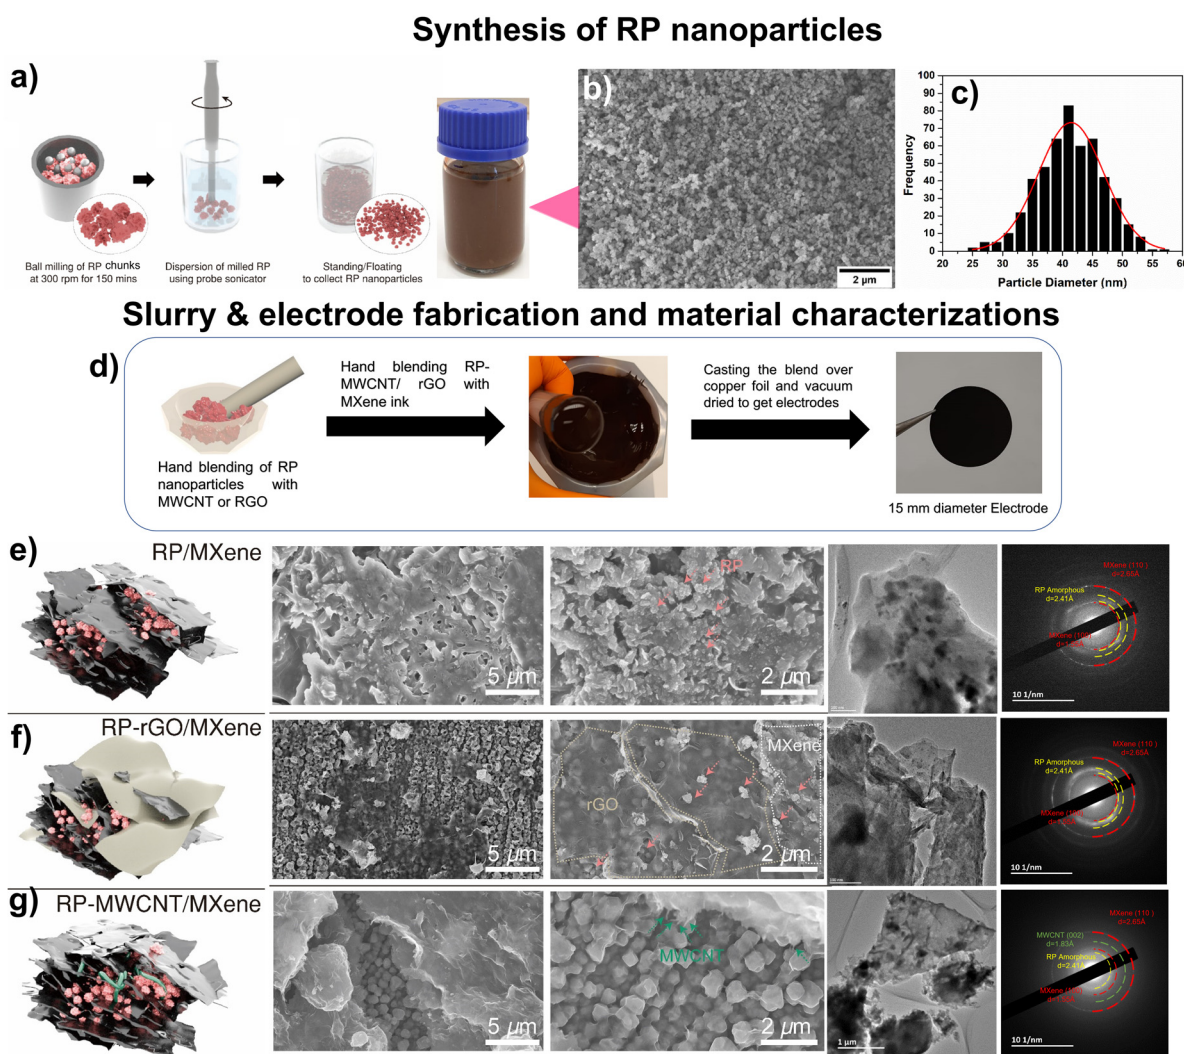 Synthesis of RP nanoparticles
a)
Ball milling of RP chunks
at 300 rpm for 150 mins
Dispersion of milled RP
using probe sonicator
Standing/Floating
to collect RP nanoparticles
b)
2 µm
c)
Frequency
100
90
80
70
60
50
40
30
20
10
0
20
25
30
35
40
45
50
55
60
Particle Diameter (nm)
Slurry & electrode fabrication and material characterizations
d)
Hand blending of RP
nanoparticles with
MWCNT or RGO
Hand blending RP-
MWCNT/ rGO with
MXene ink
Casting the blend over
copper foil and vacuum
dried to get electrodes
15 mm diameter Electrode
e)
RP/MXene
5 µm
RP
2 µm
MXene (110 )
d=2.65Å
RP Amorphous
d=2.41Å
10 1/nm
f)
RP-rGO/MXene
5 µm
rGO
MXene
2 µm
MXene (110 )
d=2.65Å
RP Amorphous
d=2.41Å
10 1/nm
g)
RP-MWCNT/MXene
5 µm
MWCNT
2 µm
1 µm
MXene (110 )
d=2.65Å
MWCNT (002)
d=1.83Å
RP Amorphous
d=2.41Å
10 1/nm